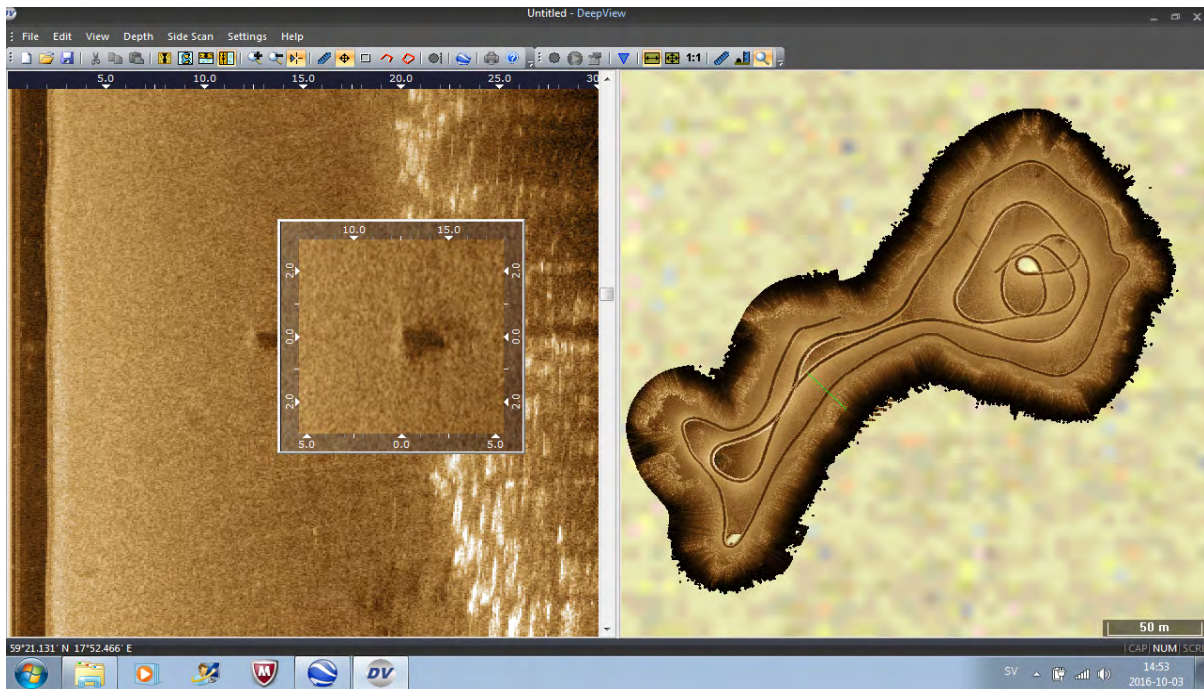 DV
Untitled - DeepView
File Edit View Depth Side Scan Settings Help
1:1
5.0 10.0 15.0 20.0 25.0 30
10.0 15.0
2.0 2.0
0.0 0.0
2.0 2.0
5.0 0.0 5.0
50 m
59°21.131' N 17°52.466' E
CAP NUM SCRL
DV
SV
14:53
2016-10-03